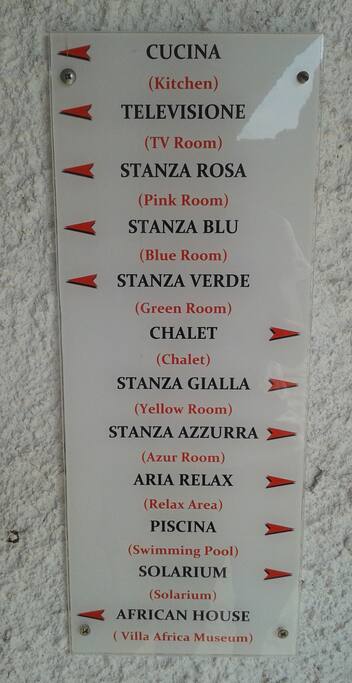 CUCINA
(Kitchen)
TELEVISIONE
(TV Room)
STANZA ROSA
(Pink Room)
STANZA BLU
(Blue Room)
STANZA VERDE
(Green Room)
CHALET
(Chalet)
STANZA GIALLA
(Yellow Room)
STANZA AZZURRA
(Azur Room)
ARIA RELAX
(Relax Area)
PISCINA
(Swimming Pool)
SOLARIUM
(Solarium)
AFRICAN HOUSE
( Villa Africa Museum)